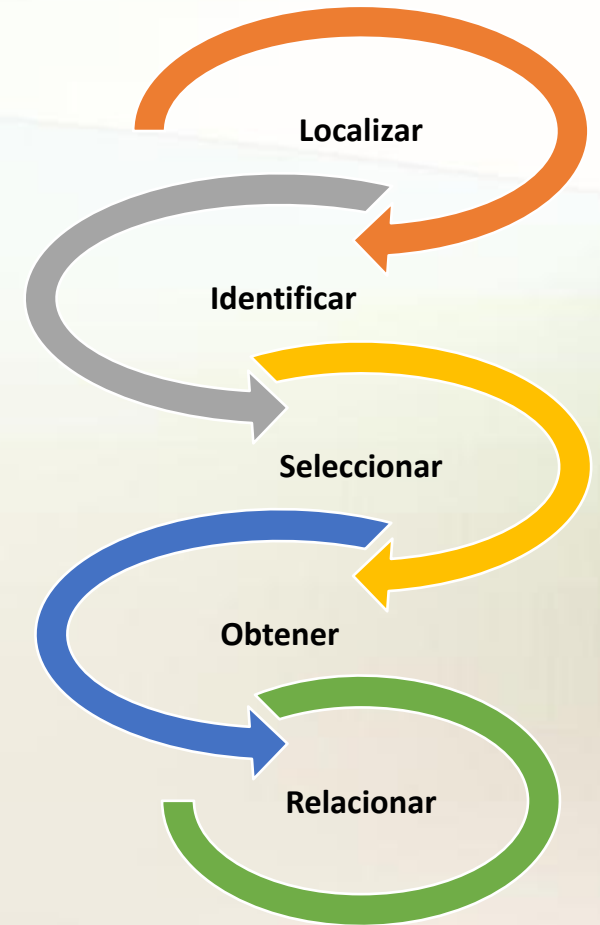 Localizar
Identificar
Seleccionar
Obtener
Relacionar